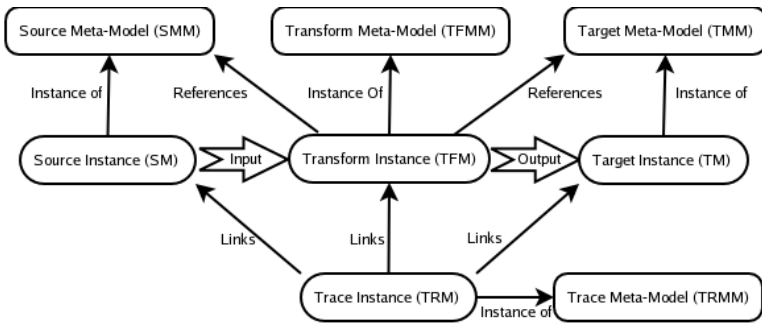 Source Meta-Model (SMM)
Transform Meta-Model (TFMM)
Target Meta-Model (TMM)
Instance of
References
Instance Of
References
Instance of
Source Instance (SM)
Input
Transform Instance (TFM)
Output
Target Instance (TM)
Links
Links
Links
Trace Instance (TRM)
Instance of
Trace Meta-Model (TRMM)